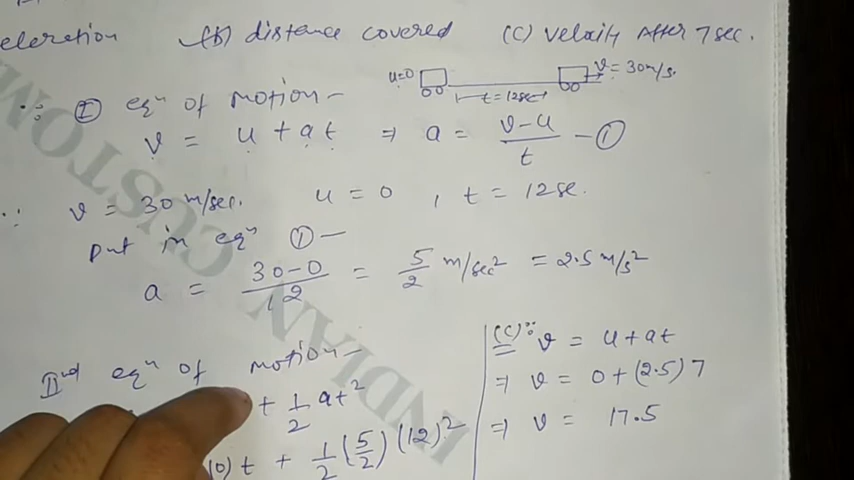 eleration (b) distance covered (c) velocity after 7 sec.
∵ Ⓘ eqⁿ of motion -
u=0 t = 12sec v = 30m/s.
v = u + at ⇒ a = v-u / t - ①
∵ v = 30 m/sec. u = 0 , t = 12se.
put in eqⁿ ① -
a = 30-0 / 12 = 5/2 m/sec² = 2.5 m/s²
IInd eqⁿ of motion -
+ 1/2 at²
(0) t + 1/2 (5/2) (12)²
(c) v = u + at
⇒ v = 0 + (2.5) 7
⇒ v = 17.5
INDIAN CUSTOM